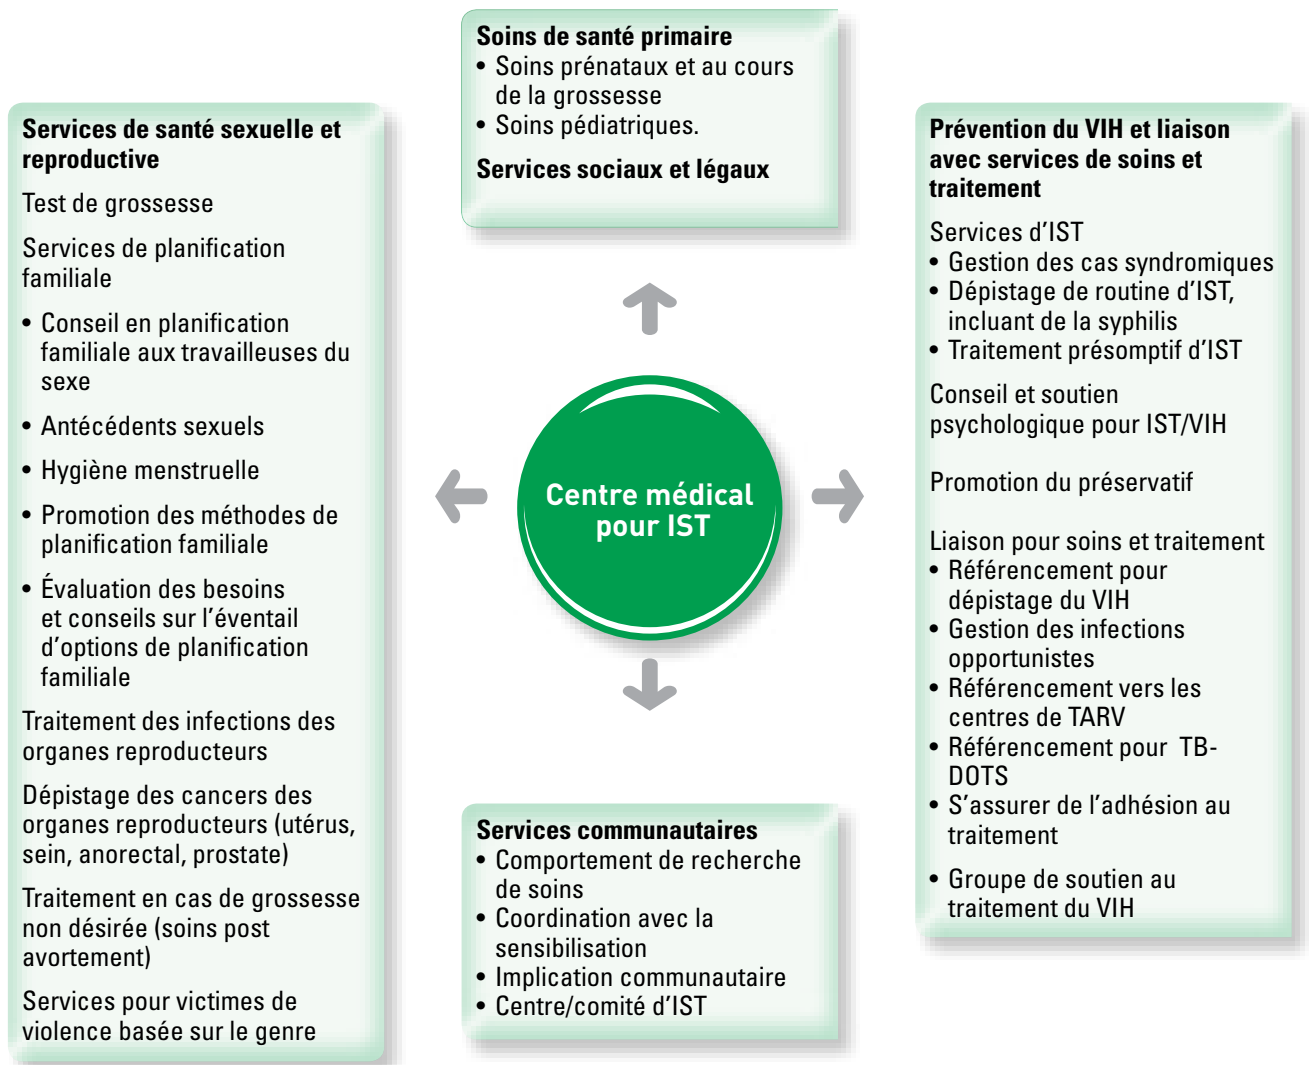 Soins de santé primaire
• Soins prénataux et au cours
de la grossesse
• Soins pédiatriques.
Services sociaux et légaux
Services de santé sexuelle et
reproductive
Test de grossesse
Services de planification
familiale
• Conseil en planification
familiale aux travailleuses du
sexe
• Antécédents sexuels
• Hygiène menstruelle
• Promotion des méthodes de
planification familiale
• Évaluation des besoins
et conseils sur l’éventail
d’options de planification
familiale
Traitement des infections des
organes reproducteurs
Dépistage des cancers des
organes reproducteurs (utérus,
sein, anorectal, prostate)
Traitement en cas de grossesse
non désirée (soins post
avortement)
Services pour victimes de
violence basée sur le genre
Centre médical
pour IST
Prévention du VIH et liaison
avec services de soins et
traitement
Services d’IST
• Gestion des cas syndromiques
• Dépistage de routine d’IST,
incluant de la syphilis
• Traitement présomptif d’IST
Conseil et soutien
psychologique pour IST/VIH
Promotion du préservatif
Liaison pour soins et traitement
• Référencement pour
dépistage du VIH
• Gestion des infections
opportunistes
• Référencement vers les
centres de TARV
• Référencement pour TB-
DOTS
• S’assurer de l’adhésion au
traitement
• Groupe de soutien au
traitement du VIH
Services communautaires
• Comportement de recherche
de soins
• Coordination avec la
sensibilisation
• Implication communautaire
• Centre/comité d’IST